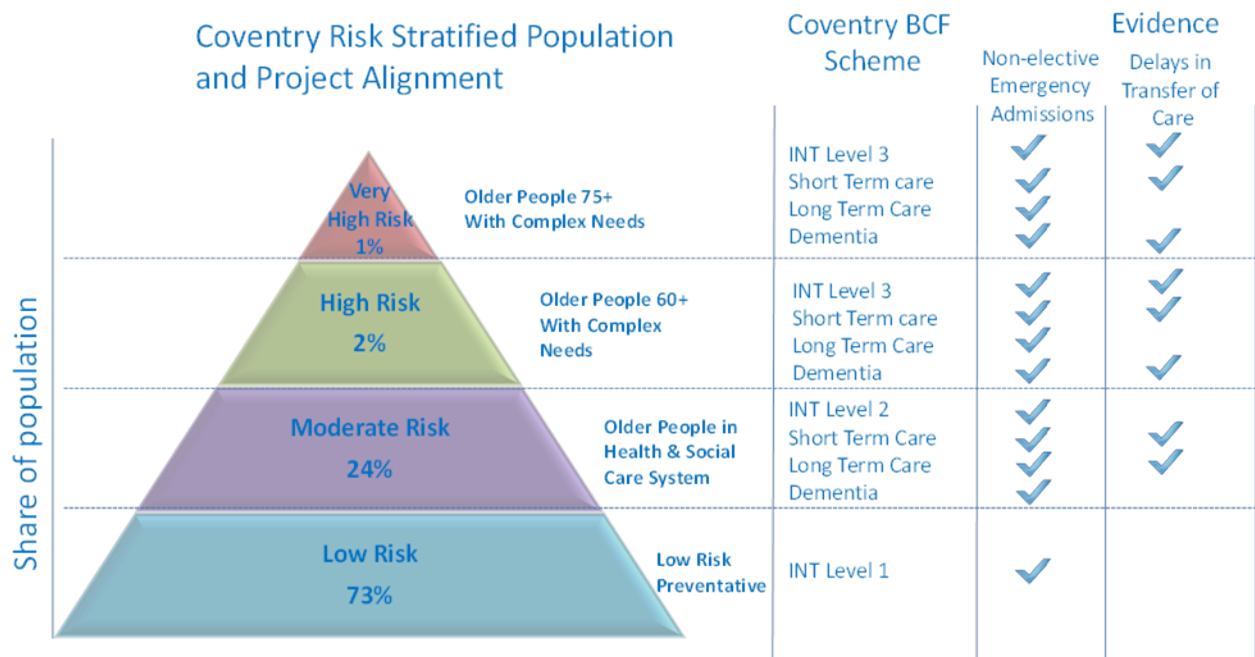 Coventry Risk Stratified Population
and Project Alignment
Coventry BCF
Scheme
Evidence
Non-elective
Emergency
Admissions
Delays in
Transfer of
Care
Share of population
Very
High Risk
1%
Older People 75+
With Complex Needs
INT Level 3
Short Term care
Long Term Care
Dementia
High Risk
2%
Older People 60+
With Complex
Needs
INT Level 3
Short Term care
Long Term Care
Dementia
Moderate Risk
24%
Older People in
Health & Social
Care System
INT Level 2
Short Term Care
Long Term Care
Dementia
Low Risk
73%
Low Risk
Preventative
INT Level 1